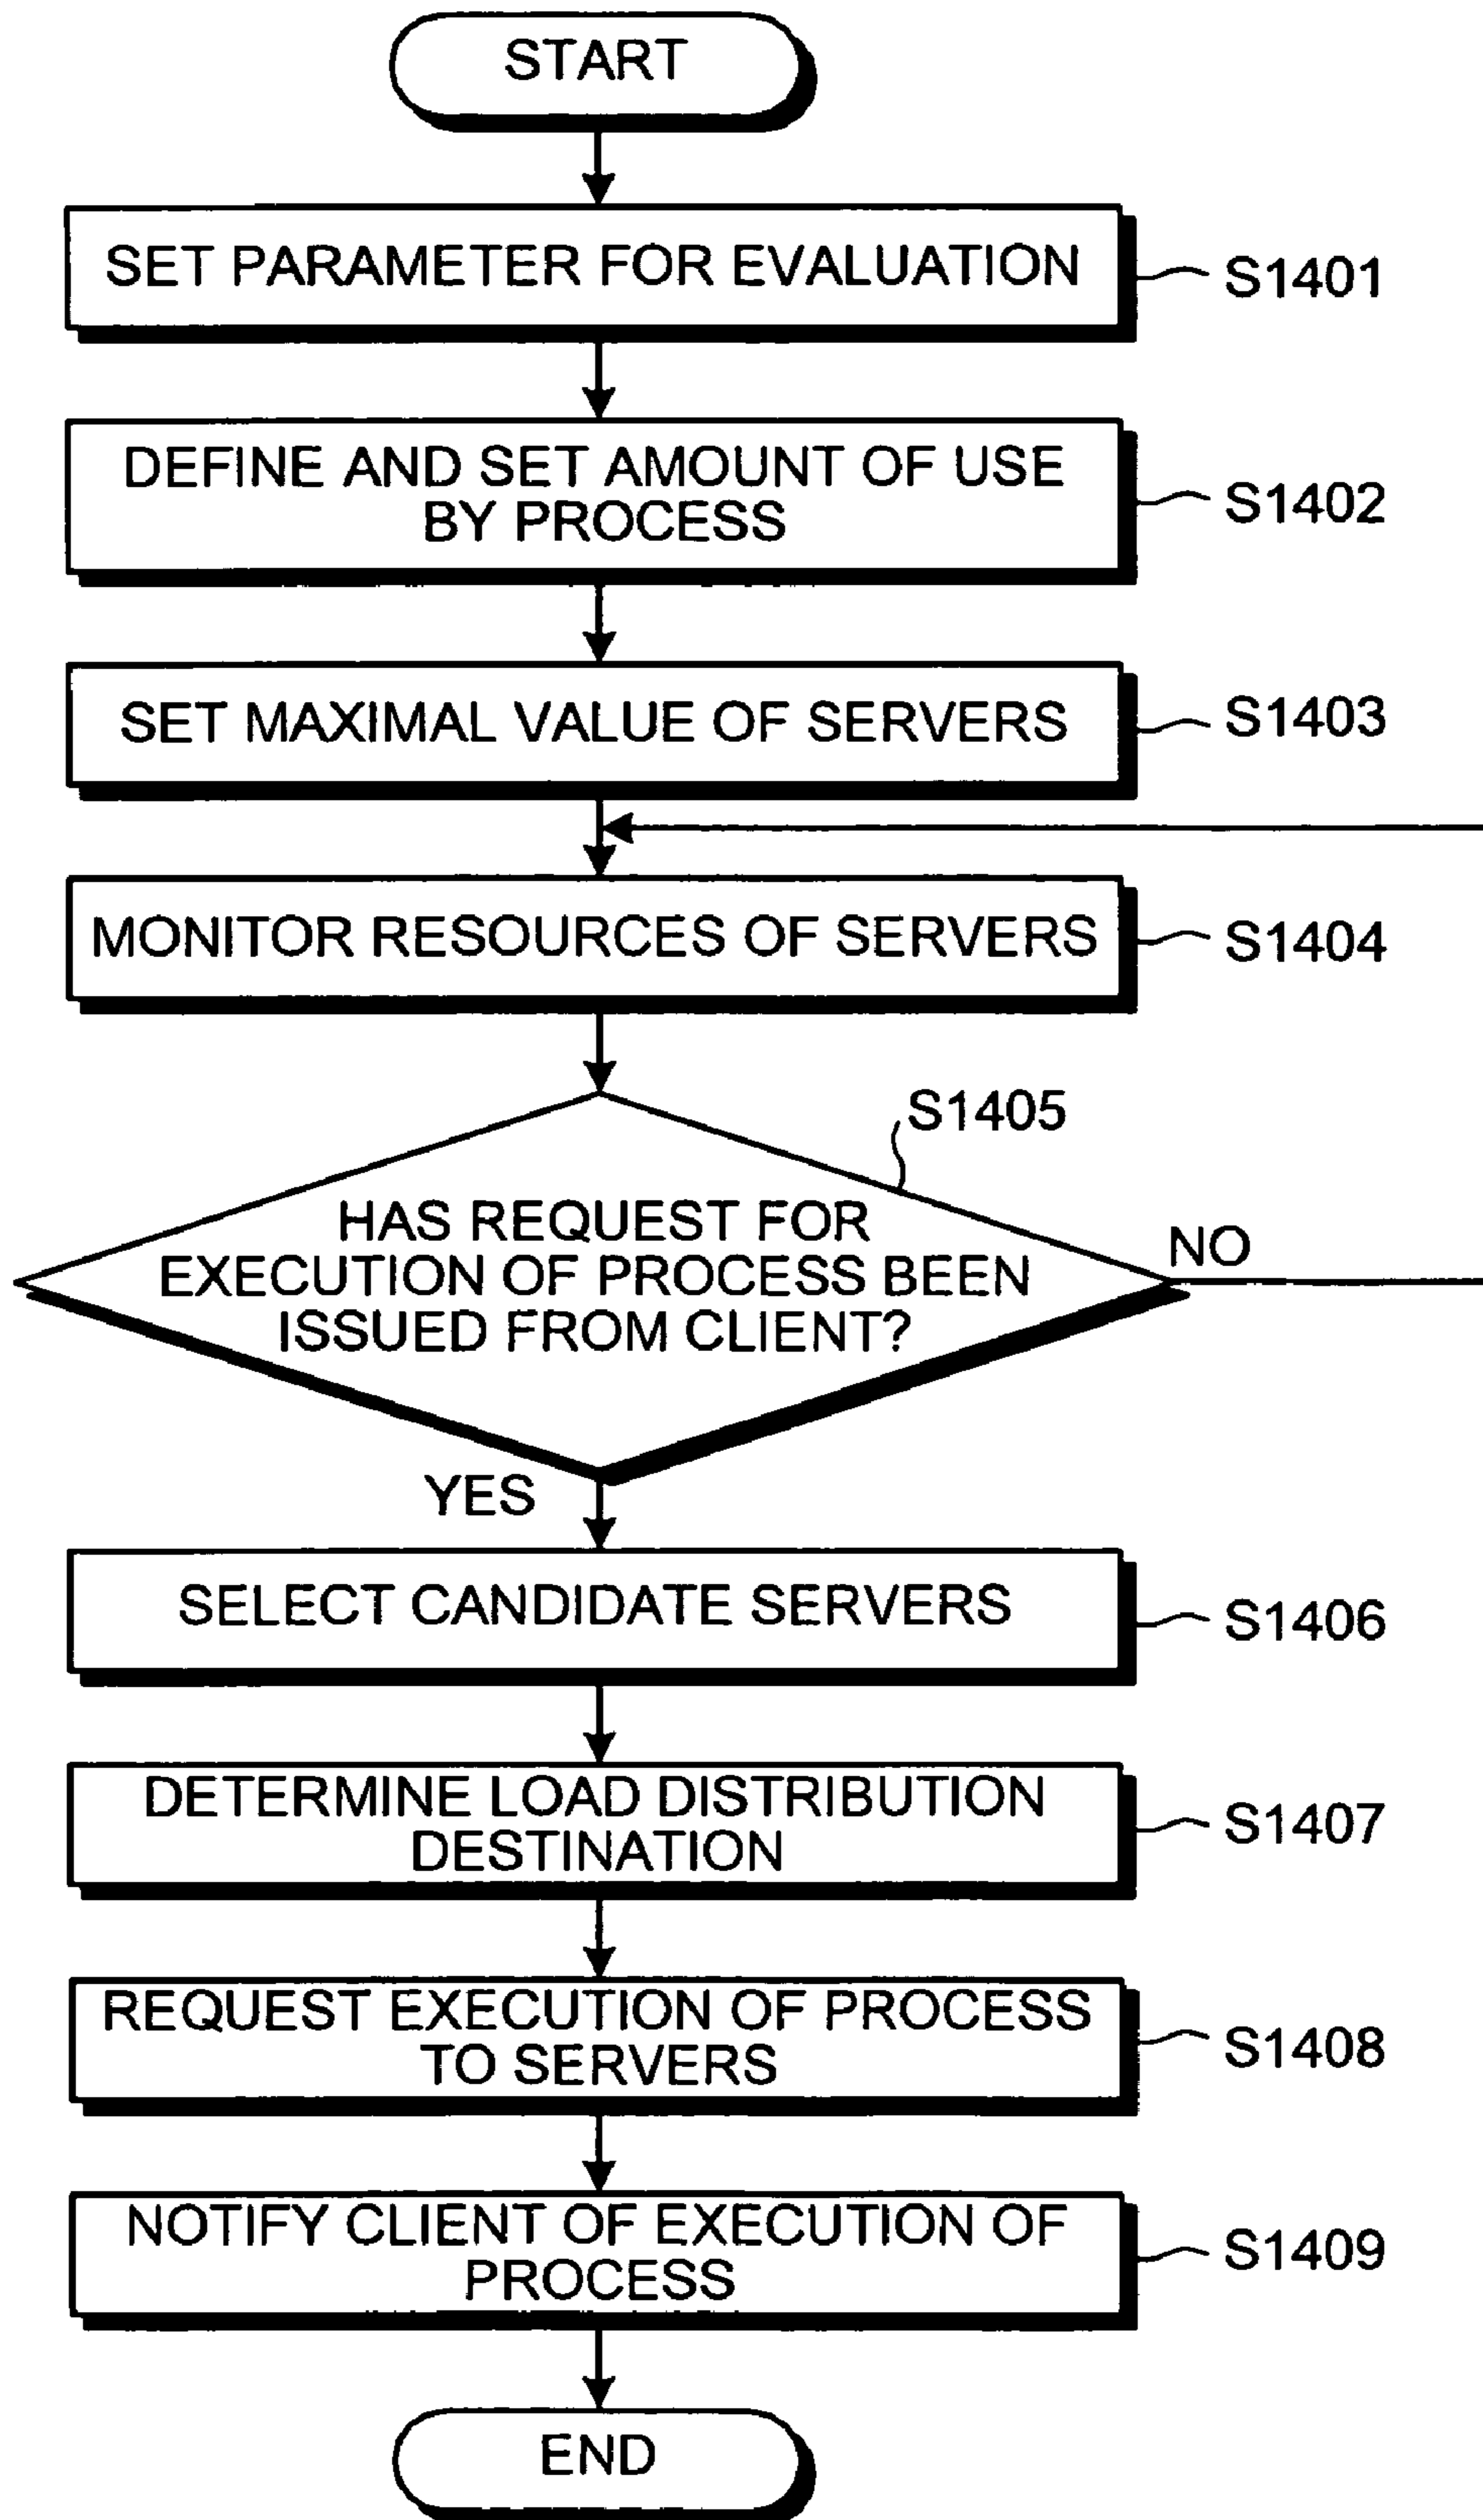 START
SET PARAMETER FOR EVALUATION
S1401
DEFINE AND SET AMOUNT OF USE
BY PROCESS
S1402
SET MAXIMAL VALUE OF SERVERS
S1403
MONITOR RESOURCES OF SERVERS
S1404
S1405
HAS REQUEST FOR
EXECUTION OF PROCESS BEEN
ISSUED FROM CLIENT?
NO
YES
SELECT CANDIDATE SERVERS
S1406
DETERMINE LOAD DISTRIBUTION
DESTINATION
S1407
REQUEST EXECUTION OF PROCESS
TO SERVERS
S1408
NOTIFY CLIENT OF EXECUTION OF
PROCESS
S1409
END